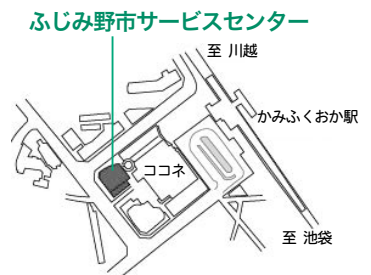 ふじみ野市サービスセンター
至 川越
かみふくおか駅
ココネ
至 池袋